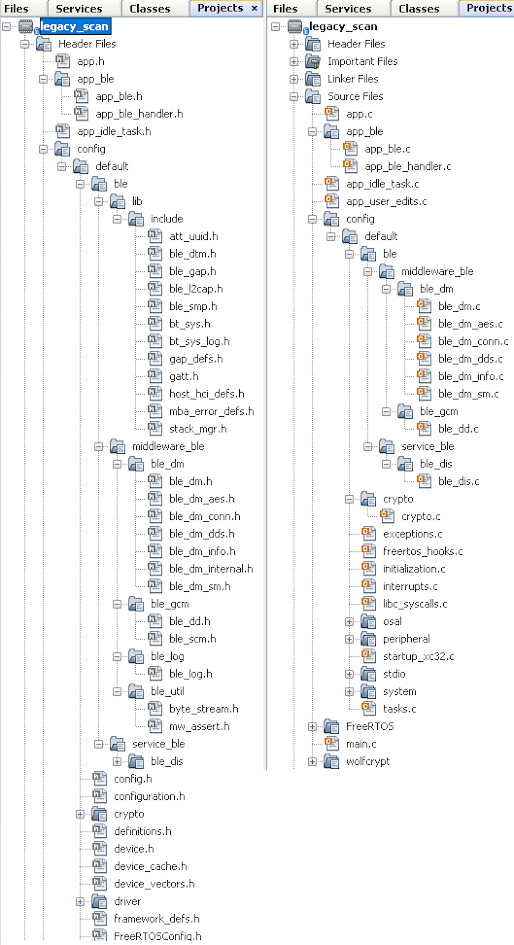 Files Services Classes Projects ×
legacy_scan
Header Files
app.h
app_ble
app_ble.h
app_ble_handler.h
app_idle_task.h
config
default
ble
lib
include
att_uuid.h
ble_dtm.h
ble_gap.h
ble_l2cap.h
ble_smp.h
bt_sys.h
bt_sys_log.h
gap_defs.h
gatt.h
host_hci_defs.h
mba_error_defs.h
stack_mgr.h
middleware_ble
ble_dm
ble_dm.h
ble_dm_aes.h
ble_dm_conn.h
ble_dm_dds.h
ble_dm_info.h
ble_dm_internal.h
ble_dm_sm.h
ble_gcm
ble_dd.h
ble_scm.h
ble_log
ble_log.h
ble_util
byte_stream.h
mw_assert.h
service_ble
ble_dis
config.h
configuration.h
crypto
definitions.h
device.h
device_cache.h
device_vectors.h
driver
framework_defs.h
FreeRTOSConfig.h
Files Services Classes Projects
legacy_scan
Header Files
Important Files
Linker Files
Source Files
app.c
app_ble
app_ble.c
app_ble_handler.c
app_idle_task.c
app_user_edits.c
config
default
ble
middleware_ble
ble_dm
ble_dm.c
ble_dm_aes.c
ble_dm_conn.c
ble_dm_dds.c
ble_dm_info.c
ble_dm_sm.c
ble_gcm
ble_dd.c
service_ble
ble_dis
ble_dis.c
crypto
crypto.c
exceptions.c
freertos_hooks.c
initialization.c
interrupts.c
libc_syscalls.c
osal
peripheral
startup_xc32.c
stdio
system
tasks.c
FreeRTOS
main.c
wolfcrypt